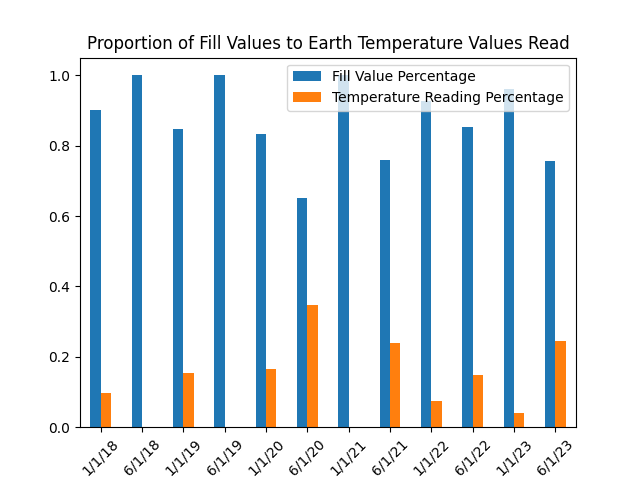 Proportion of Fill Values to Earth Temperature Values Read
Fill Value Percentage
Temperature Reading Percentage
1.0
0.8
0.6
0.4
0.2
0.0
1/1/18 6/1/18 1/1/19 6/1/19 1/1/20 6/1/20 1/1/21 6/1/21 1/1/22 6/1/22 1/1/23 6/1/23